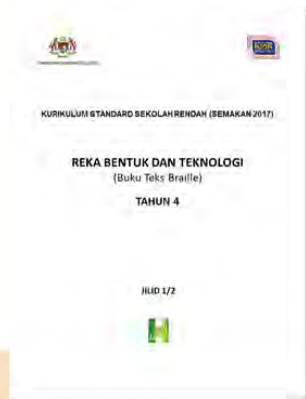 KURIKULUM STANDARD SEKOLAH RENDAH (SEMAKAN 2017)
REKA BENTUK DAN TEKNOLOGI
(Buku Teks Braille)
TAHUN 4
JILID 1/2